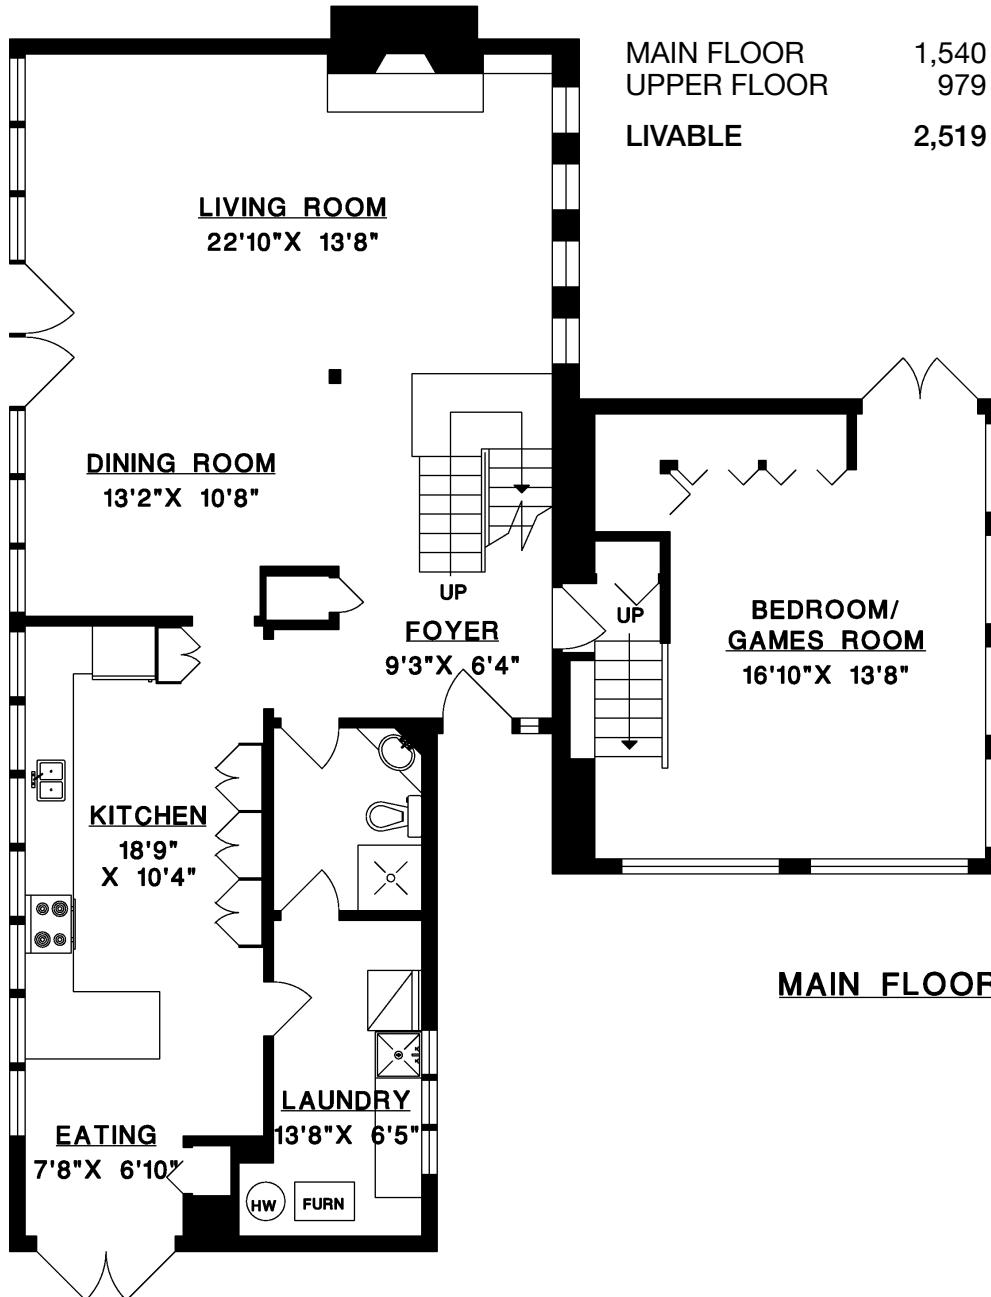 MAIN FLOOR 1,540
UPPER FLOOR 979
LIVABLE 2,519
LIVING ROOM
22'10"X 13'8"
DINING ROOM
13'2"X 10'8"
UP
FOYER
9'3"X 6'4"
UP
BEDROOM/
GAMES ROOM
16'10"X 13'8"
KITCHEN
18'9"
X 10'4"
MAIN FLOOR
LAUNDRY
13'8"X 6'5"
EATING
7'8"X 6'10"
HW
FURN